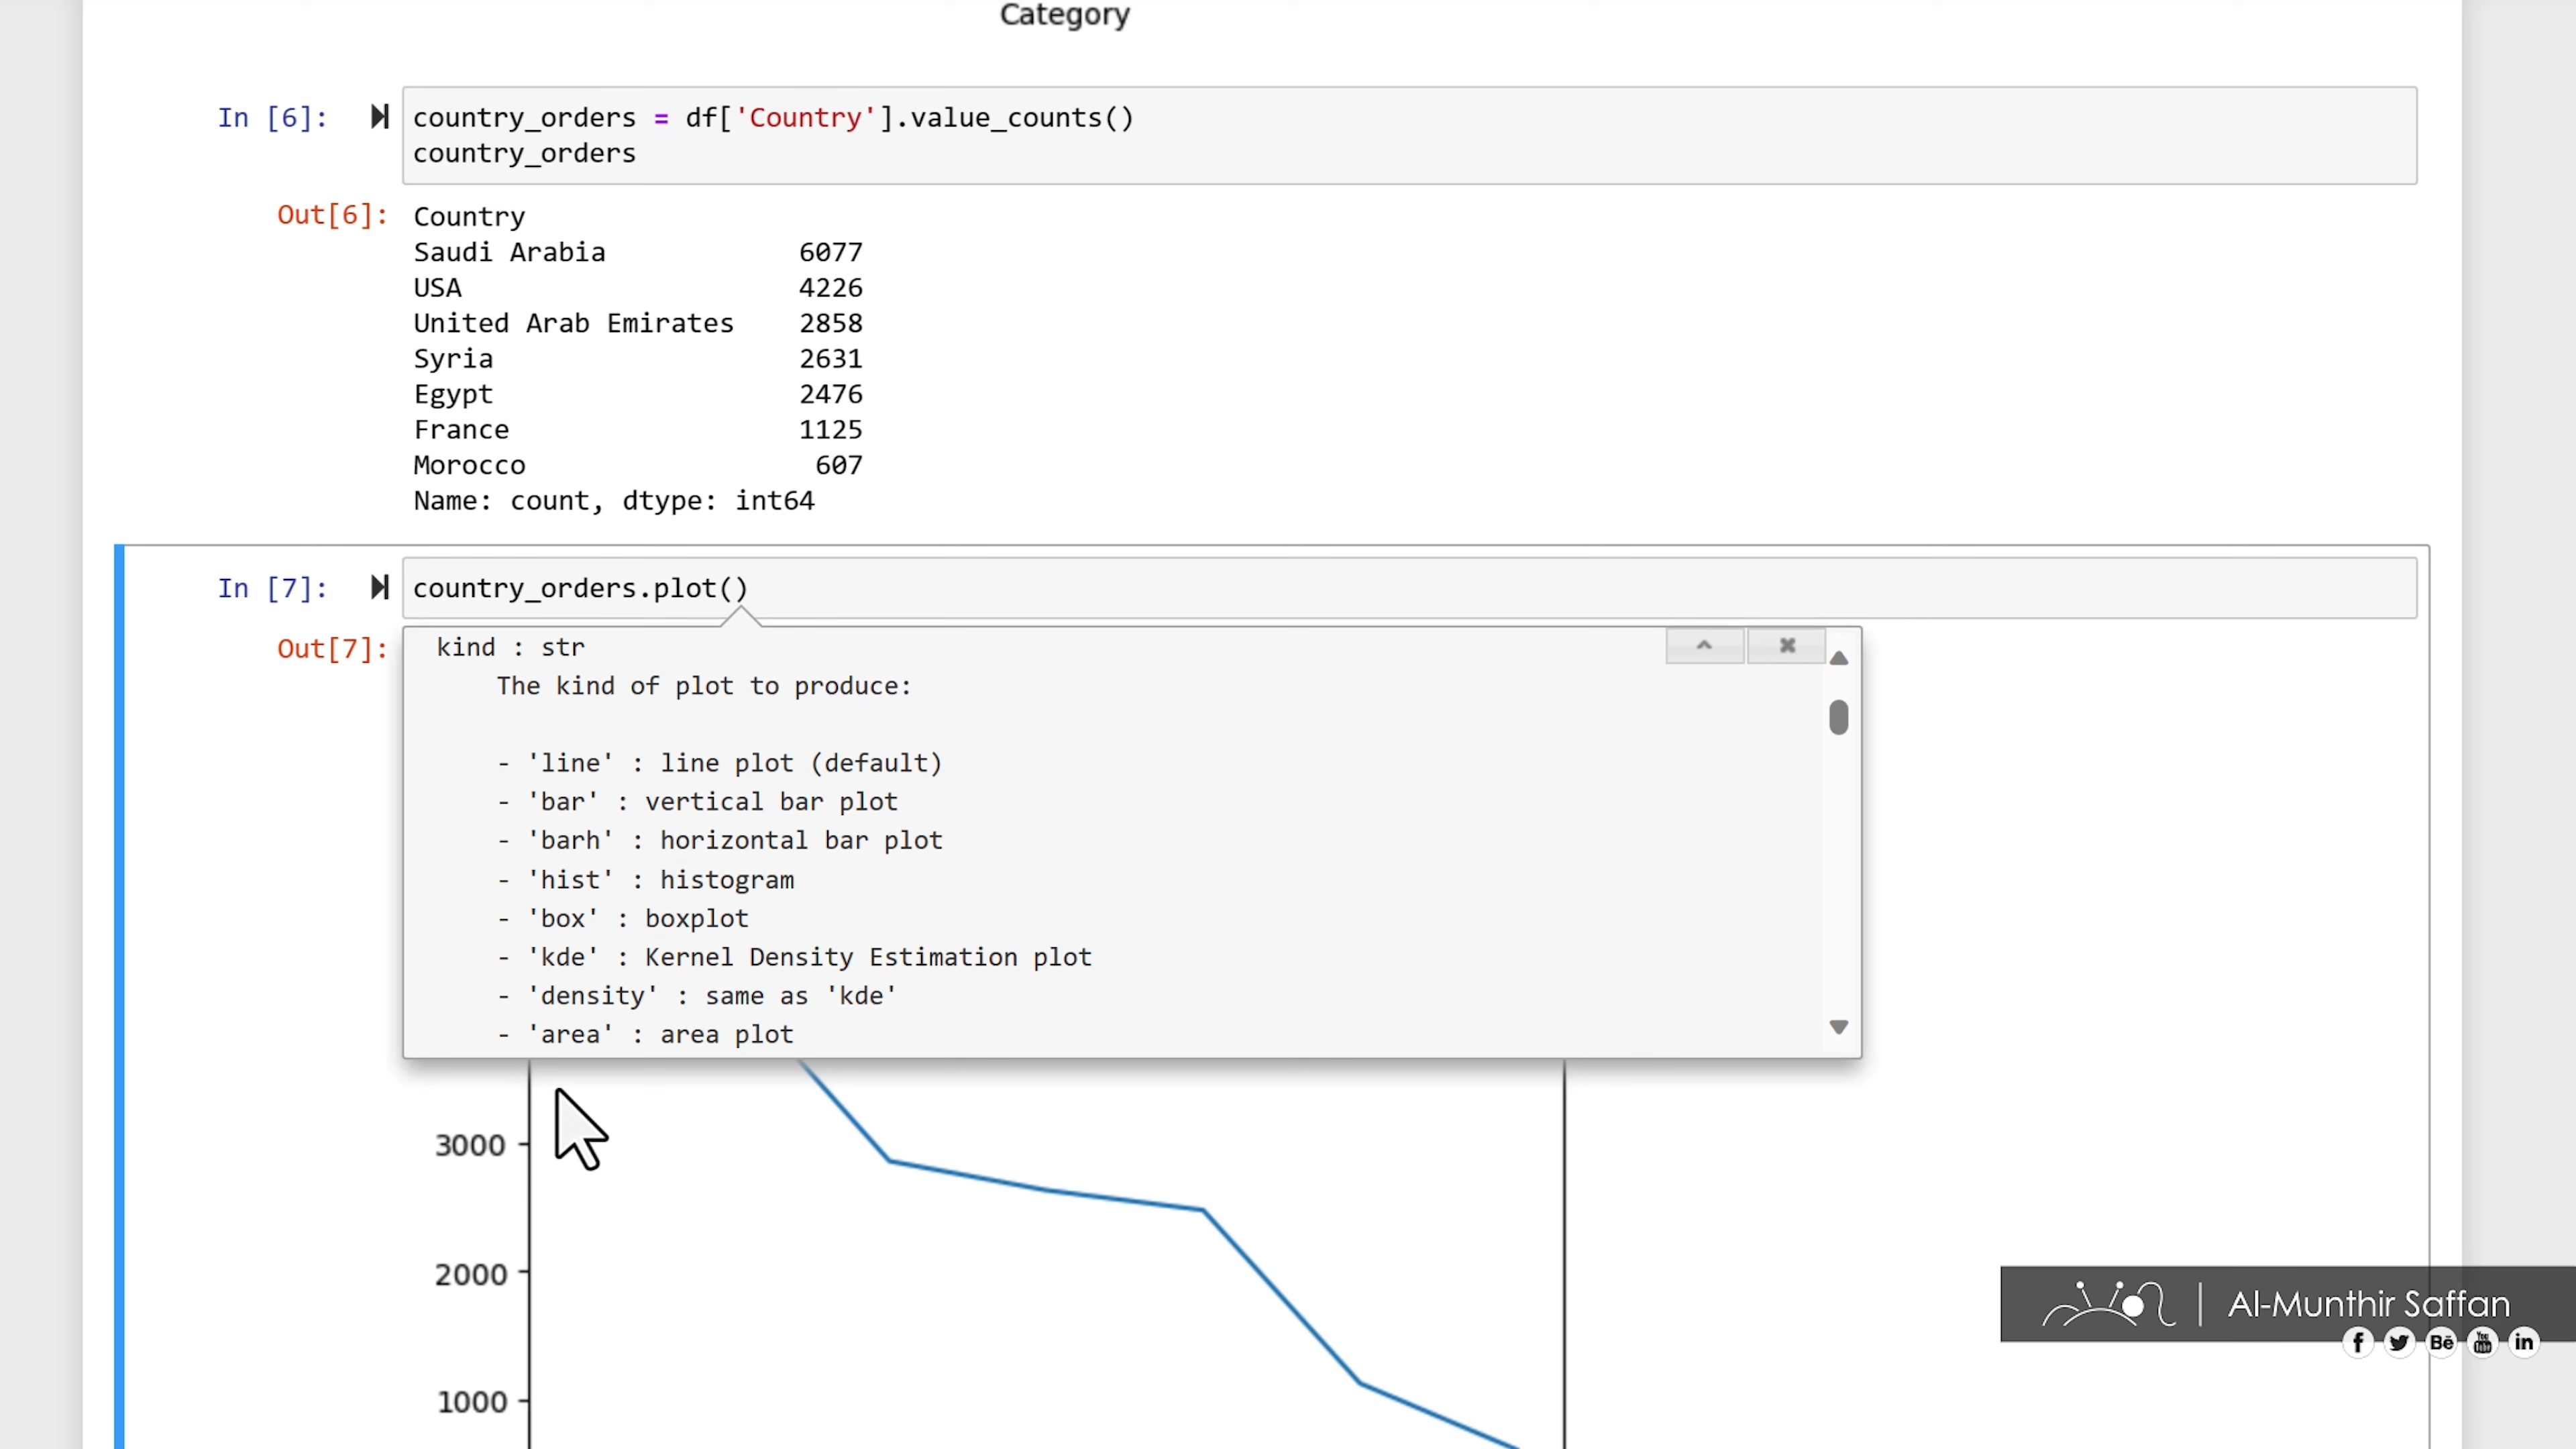 Category
In [6]: country_orders = df['Country'].value_counts()
country_orders
Out[6]: Country
Saudi Arabia 6077
USA 4226
United Arab Emirates 2858
Syria 2631
Egypt 2476
France 1125
Morocco 607
Name: count, dtype: int64
In [7]: country_orders.plot()
Out[7]: kind : str
The kind of plot to produce:
- 'line' : line plot (default)
- 'bar' : vertical bar plot
- 'barh' : horizontal bar plot
- 'hist' : histogram
- 'box' : boxplot
- 'kde' : Kernel Density Estimation plot
- 'density' : same as 'kde'
- 'area' : area plot
3000
2000
1000
Al-Munthir Saffan
f Bē You Tube in